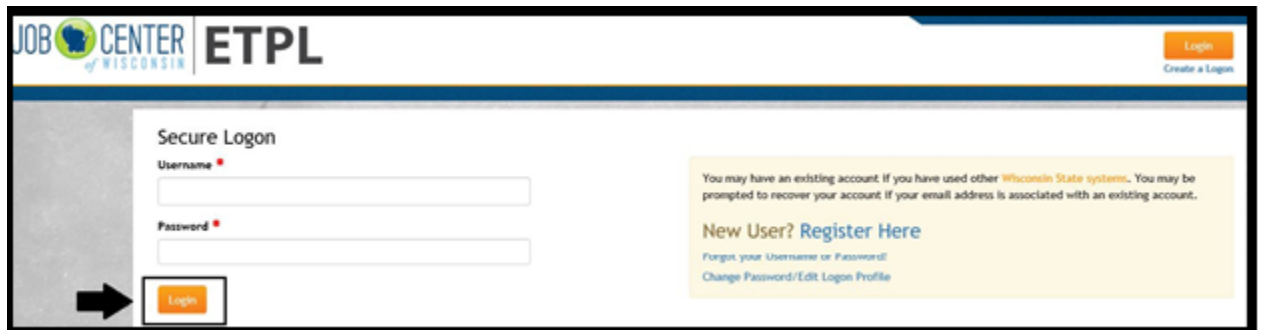 JOB CENTER
of WISCONSIN
ETPL
Login
Create a Logon
Secure Logon
Username *
Password *
Login
You may have an existing account if you have used other Wisconsin State systems. You may be
prompted to recover your account if your email address is associated with an existing account.
New User? Register Here
Forgot your Username or Password?
Change Password/Edit Logon Profile